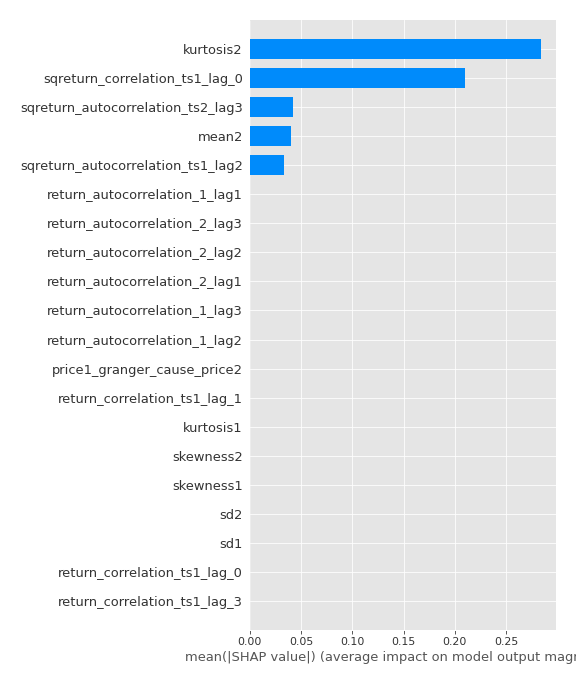 kurtosis2
sqreturn_correlation_ts1_lag_0
sqreturn_autocorrelation_ts2_lag3
mean2
sqreturn_autocorrelation_ts1_lag2
return_autocorrelation_1_lag1
return_autocorrelation_2_lag3
return_autocorrelation_2_lag2
return_autocorrelation_2_lag1
return_autocorrelation_1_lag3
return_autocorrelation_1_lag2
price1_granger_cause_price2
return_correlation_ts1_lag_1
kurtosis1
skewness2
skewness1
sd2
sd1
return_correlation_ts1_lag_0
return_correlation_ts1_lag_3
0.00 0.05 0.10 0.15 0.20 0.25
mean(|SHAP value|) (average impact on model output magn